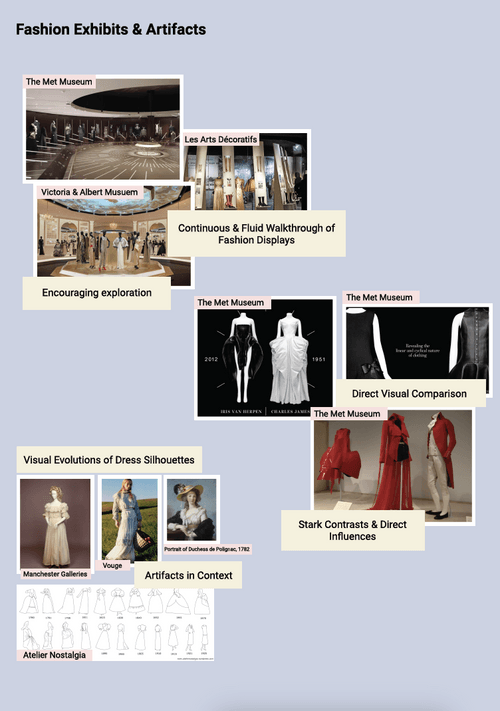 Fashion Exhibits & Artifacts
The Met Museum
Les Arts Décoratifs
Victoria & Albert Musuem
Continuous & Fluid Walkthrough of
Fashion Displays
Encouraging exploration
The Met Museum
2012
1951
IRIS VAN HERPEN
CHARLES JAMES
The Met Museum
Revealing the
linear and cyclical nature
of clothing
Direct Visual Comparison
The Met Museum
Stark Contrasts & Direct
Influences
Visual Evolutions of Dress Silhouettes
Manchester Galleries
Vouge
Portrait of Duchess de Polignac, 1782
Artifacts in Context
Atelier Nostalgia